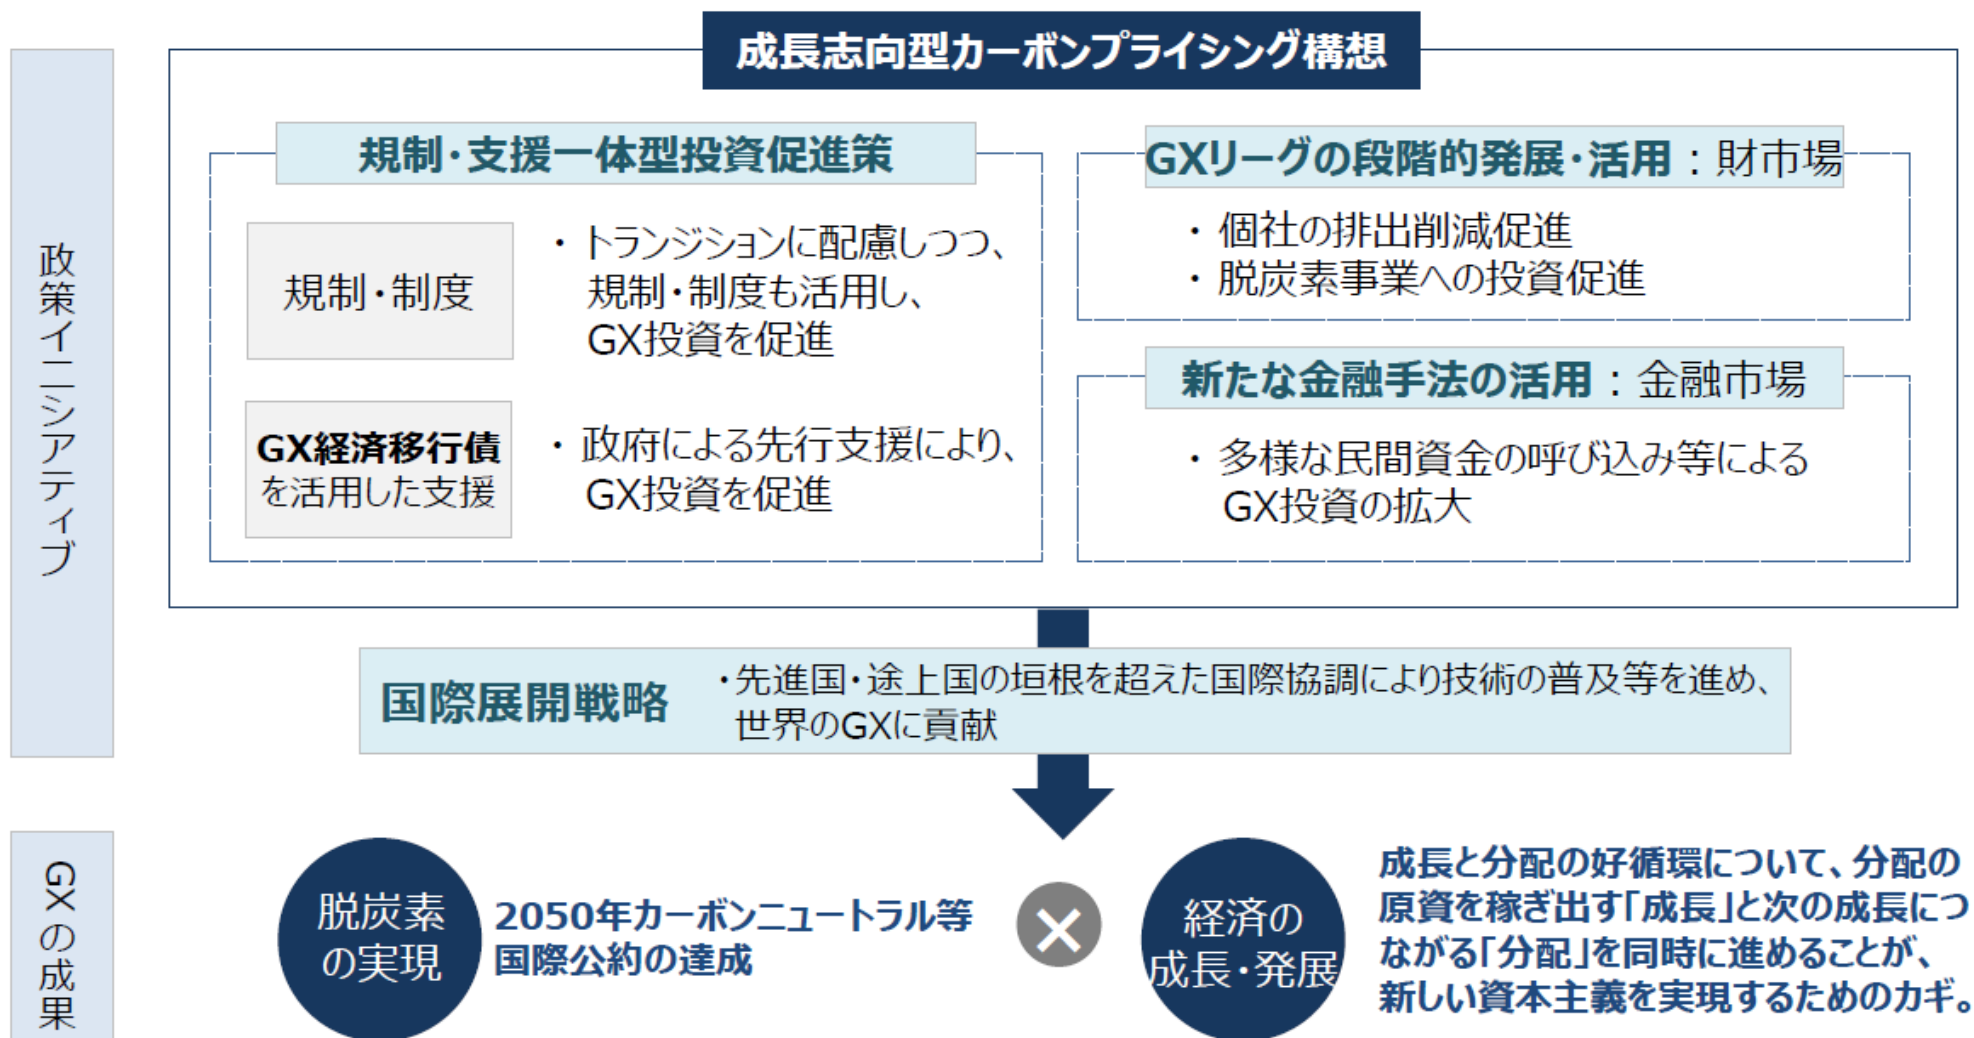 成長志向型カーボンプライシング構想
政策イニシアティブ
規制・支援一体型投資促進策
規制・制度
・トランジションに配慮しつつ、
規制・制度も活用し、
GX投資を促進
GX経済移行債
を活用した支援
・政府による先行支援により、
GX投資を促進
GXリーグの段階的発展・活用：財市場
・個社の排出削減促進
・脱炭素事業への投資促進
新たな金融手法の活用：金融市場
・多様な民間資金の呼び込み等による
GX投資の拡大
国際展開戦略
・先進国・途上国の垣根を超えた国際協調により技術の普及等を進め、
世界のGXに貢献
GXの成果
脱炭素
の実現
2050年カーボンニュートラル等
国際公約の達成
×
経済の
成長・発展
成長と分配の好循環について、分配の
原資を稼ぎ出す「成長」と次の成長につ
ながる「分配」を同時に進めることが、
新しい資本主義を実現するためのカギ。